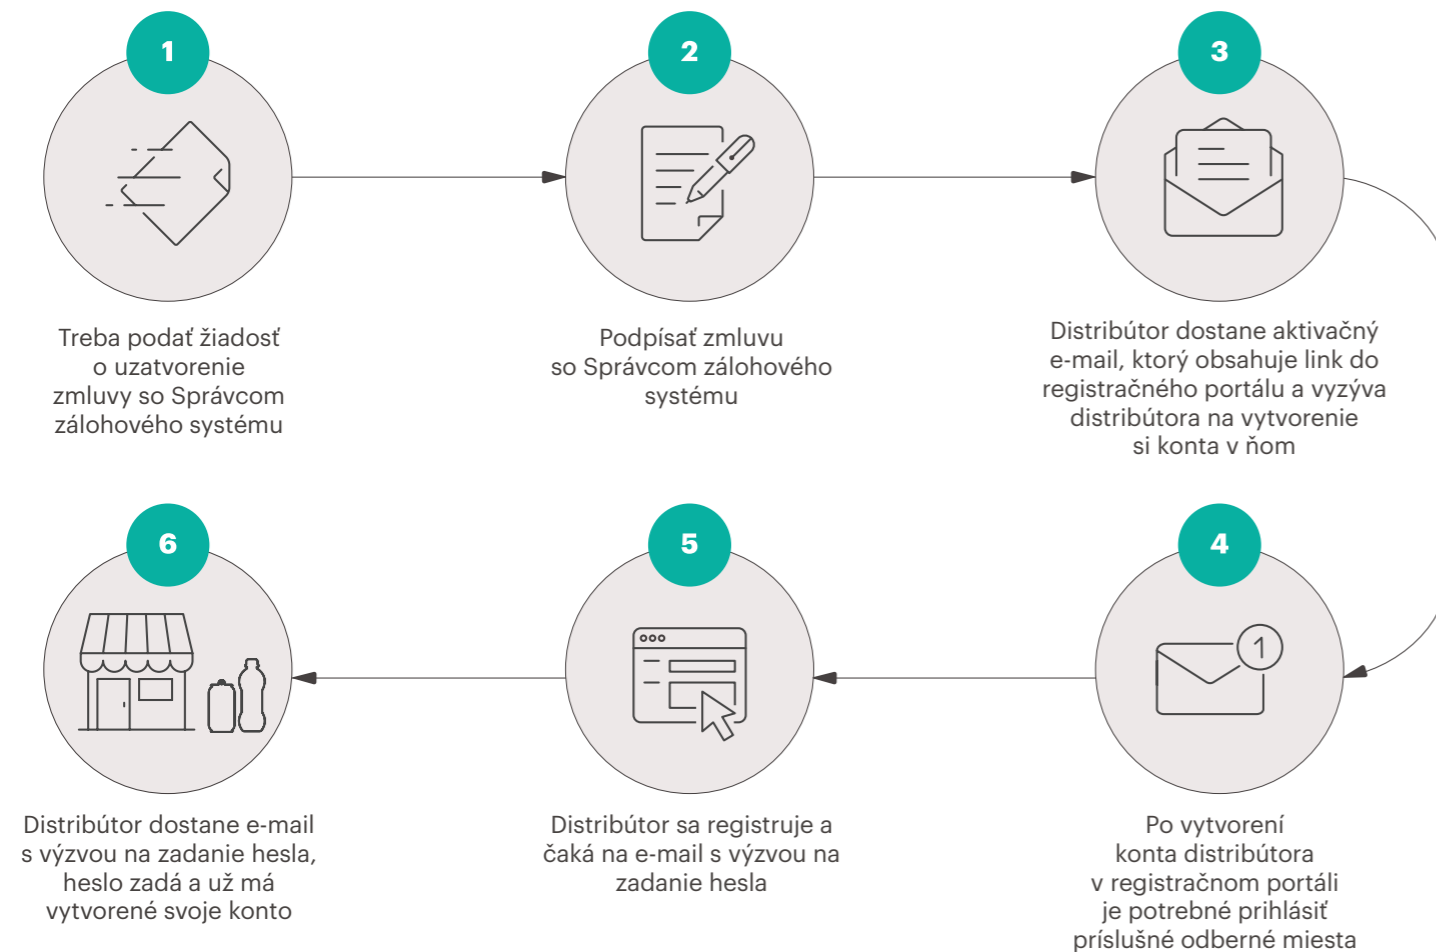 1
Treba podať žiadosť
o uzatvorenie
zmluvy so Správcom
zálohového systému
2
Podpísať zmluvu
so Správcom zálohového
systému
3
Distribútor dostane aktivačný
e-mail, ktorý obsahuje link do
registračného portálu a vyzýva
distribútora na vytvorenie
si konta v ňom
4
1
Po vytvorení
konta distribútora
v registračnom portáli
je potrebné prihlásiť
príslušné odberné miesta
5
Distribútor sa registruje a
čaká na e-mail s výzvou na
zadanie hesla
6
Distribútor dostane e-mail
s výzvou na zadanie hesla,
heslo zadá a už má
vytvorené svoje konto